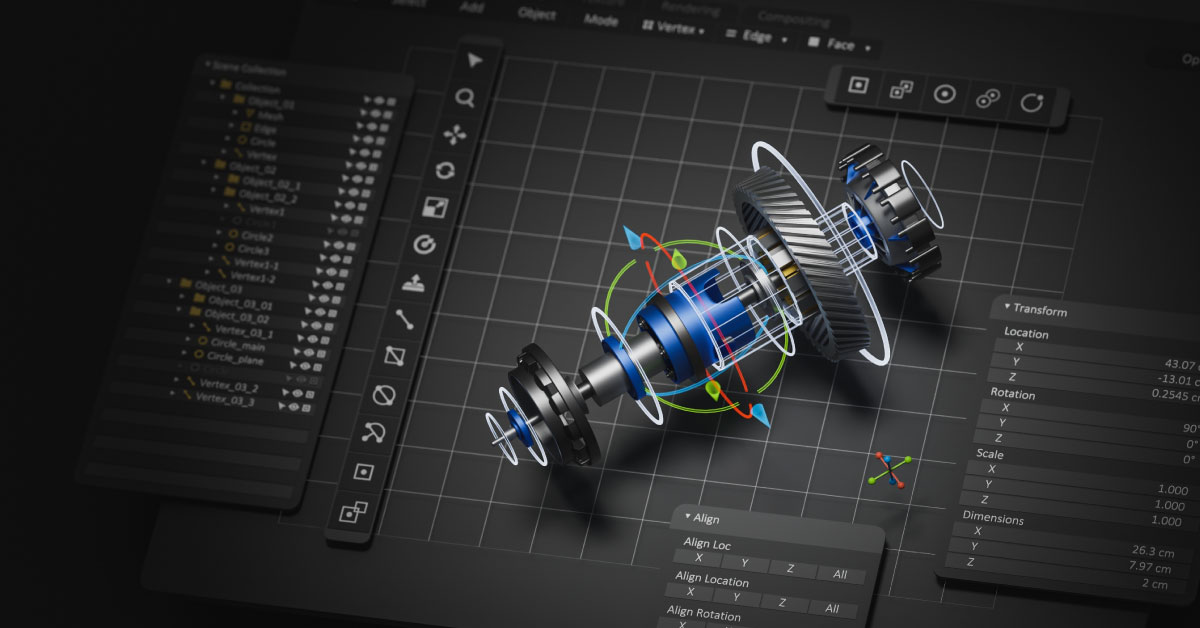 Select
Add
Object
Mode
Vertex
Rendering
Edge
Compositing
Face
Op
Scene Collection
Collection
Object_01
Mesh
Edge
Circle
Vertex
Object_02
Object_02_1
Object_02_2
Vertex1
Circle2
Circle3
Vertex1-1
Vertex1-2
Object_03
Object_03_01
Object_03_02
Vertex_03_1
Circle_main
Circle_plane
Circle
Vertex_03_2
Vertex_03_3
Transform
Location
X 43.07
Y -13.01 c
Z 0.2545 c
Rotation
X 90°
Y 0°
Z 0°
Scale
X 1.000
Y 1.000
Z 1.000
Dimensions
X 26.3 cm
Y 7.97 cm
Z 2 cm
Align
Align Loc
X Y Z All
Align Location
X Y Z All
Align Rotation
X